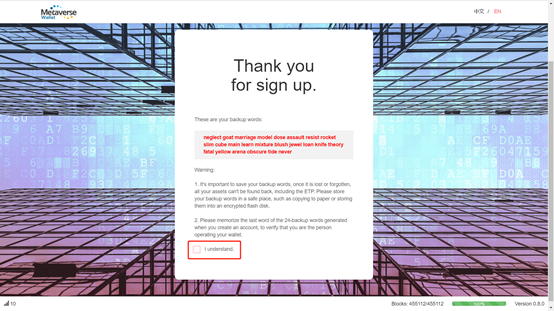 Metaverse
Wallet
中文 / EN
Thank you
for sign up.
These are your backup words:
neglect goat marriage model dose assault resist rocket
slim cube main learn mixture blush jewel loan knife theory
fatal yellow arena obscure tide never
Warning:
1. It's important to save your backup words, once it is lost or forgotten,
all your assets can't be found back, including the ETP. Please store
your backup words in a safe place, such as copying to paper or storing
them into an encrypted flash disk.
2. Please memorize the last word of the 24-backup words generated
when you create an account, to verify that you are the person
operating your wallet.
I understand.
10
Blocks: 455112/455112
100%
Version 0.8.0